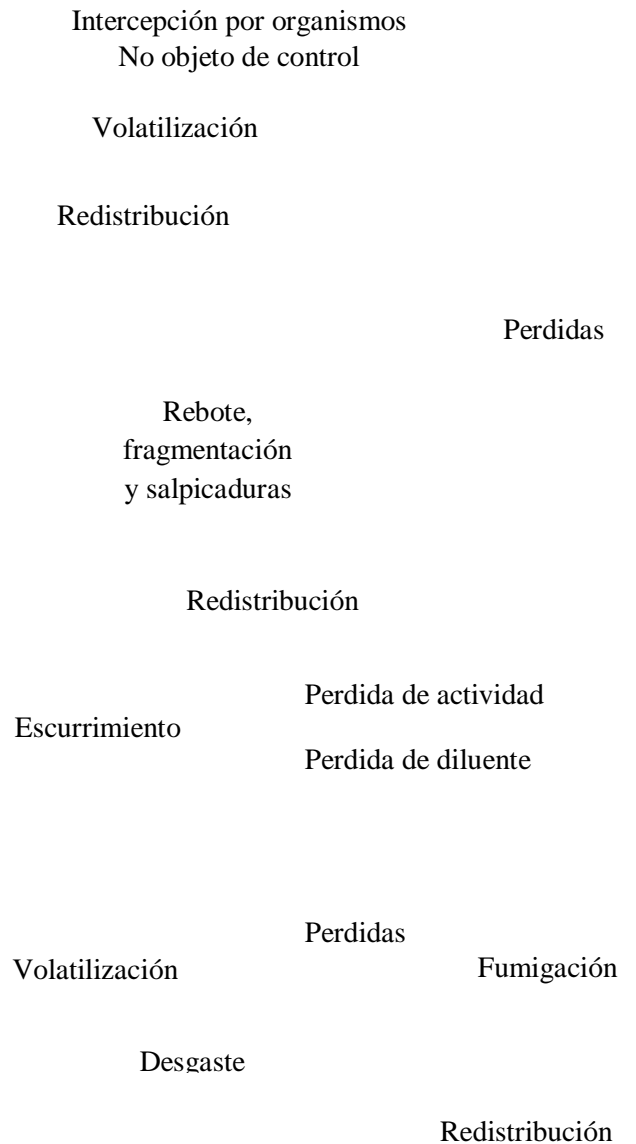 Intercepción por organismos
No objeto de control
Volatilización
Redistribución
Perdidas
Rebote,
fragmentación
y salpicaduras
Redistribución
Perdida de actividad
Escurrimiento
Perdida de diluente
Perdidas
Volatilización
Fumigación
Desgaste
Redistribución